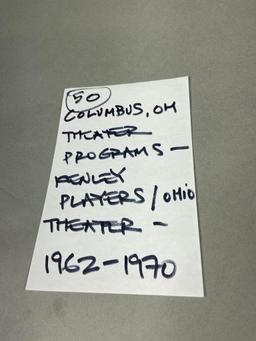 50
COLUMBUS, OH
THEATER
PROGRAMS —
KENLEY
PLAYERS / OHIO
THEATER —
1962-1970